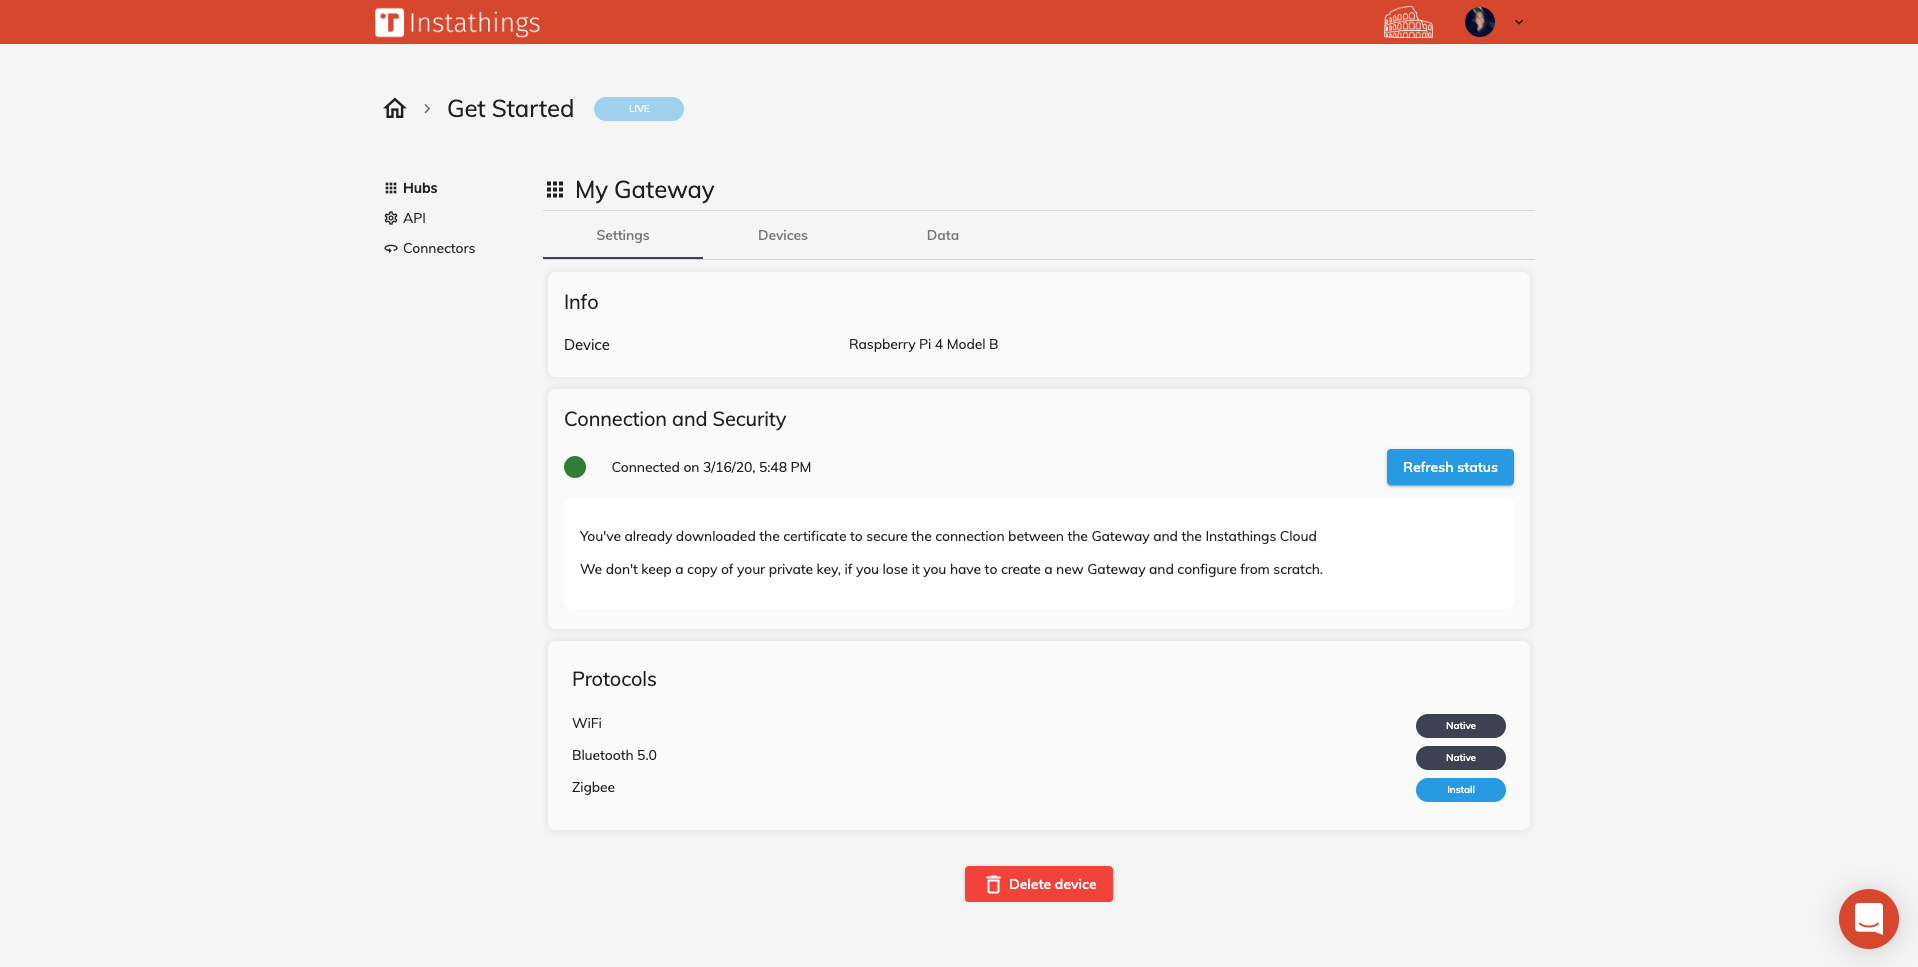 Instathings
Get Started
LIVE
Hubs
API
Connectors
My Gateway
Settings Devices Data
Info
Device Raspberry Pi 4 Model B
Connection and Security
Connected on 3/16/20, 5:48 PM
Refresh status
You've already downloaded the certificate to secure the connection between the Gateway and the Instathings Cloud
We don't keep a copy of your private key, if you lose it you have to create a new Gateway and configure from scratch.
Protocols
WiFi Native
Bluetooth 5.0 Native
Zigbee Install
Delete device